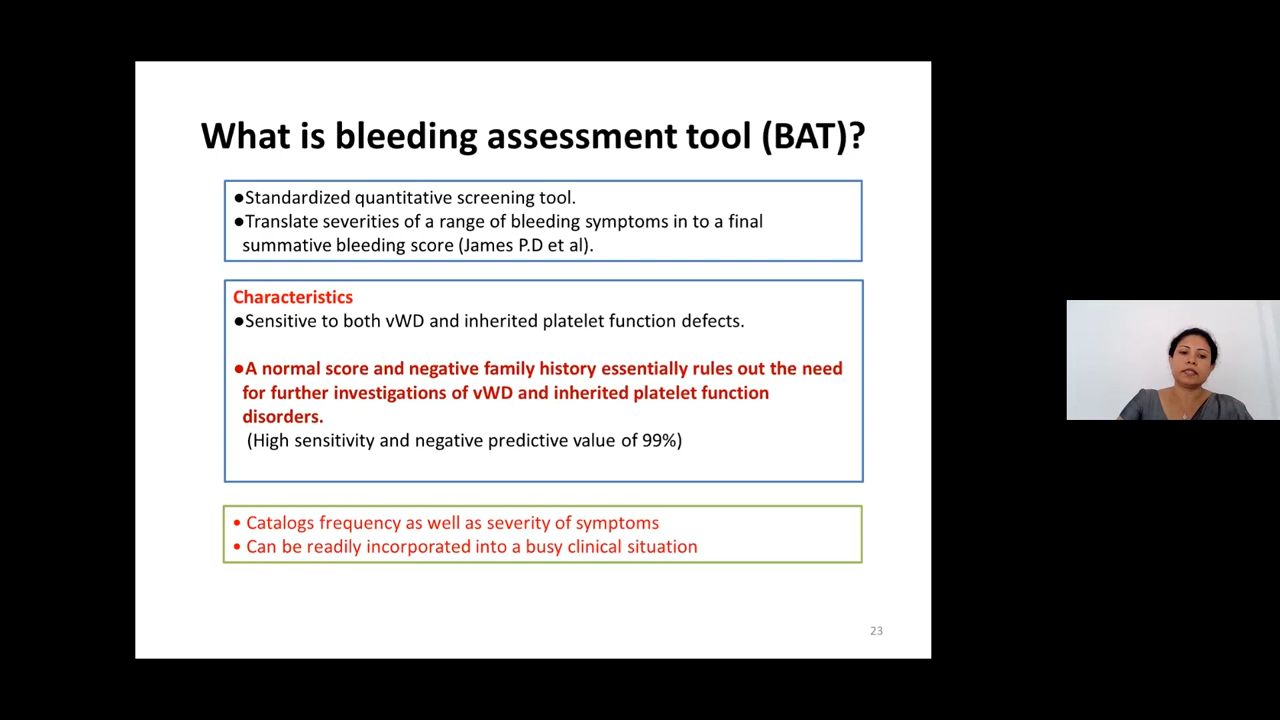 What is bleeding assessment tool (BAT)?
●Standardized quantitative screening tool.
●Translate severities of a range of bleeding symptoms in to a final
summative bleeding score (James P.D et al).
Characteristics
●Sensitive to both vWD and inherited platelet function defects.
●A normal score and negative family history essentially rules out the need
for further investigations of vWD and inherited platelet function
disorders.
(High sensitivity and negative predictive value of 99%)
• Catalogs frequency as well as severity of symptoms
• Can be readily incorporated into a busy clinical situation
23